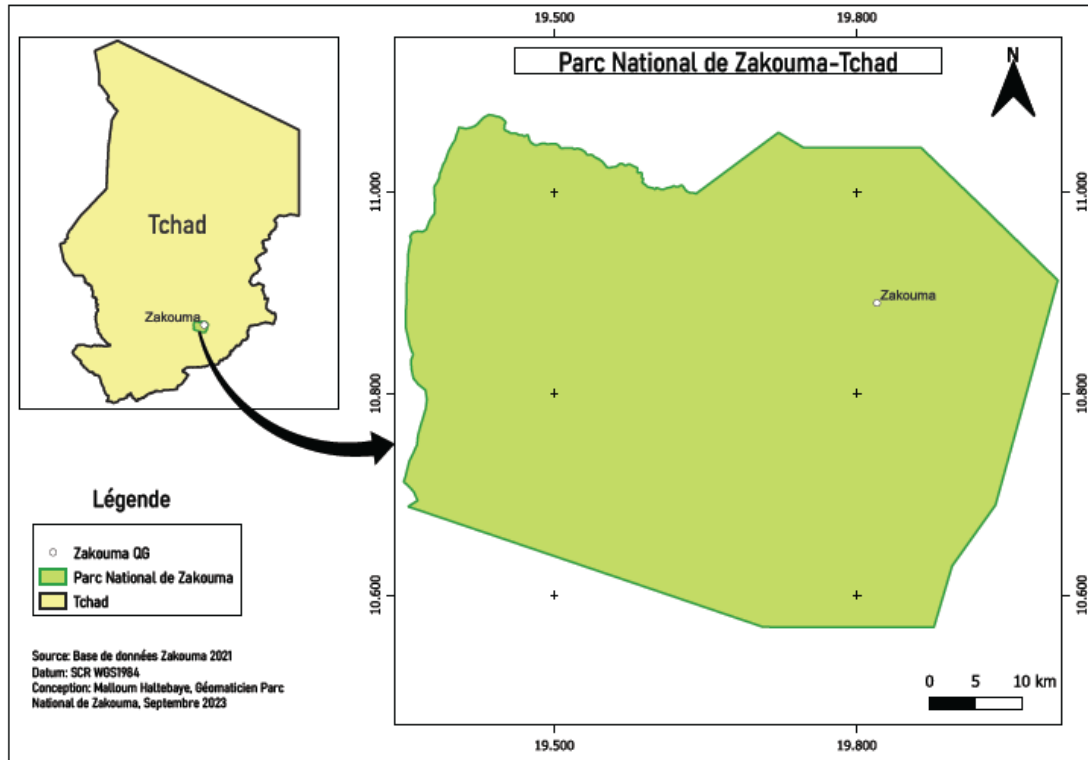 19.500
19.800
Parc National de Zakouma-Tchad
N
Tchad
Zakouma
11.000
11.000
Zakouma
10.800
10.800
10.600
10.600
Légende
Zakouma QG
Parc National de Zakouma
Tchad
Source: Base de données Zakouma 2021
Datum: SCR WGS1984
Conception: Malloum Haltebaye, Géomaticien Parc
National de Zakouma, Septembre 2023
0 5 10 km
19.500
19.800